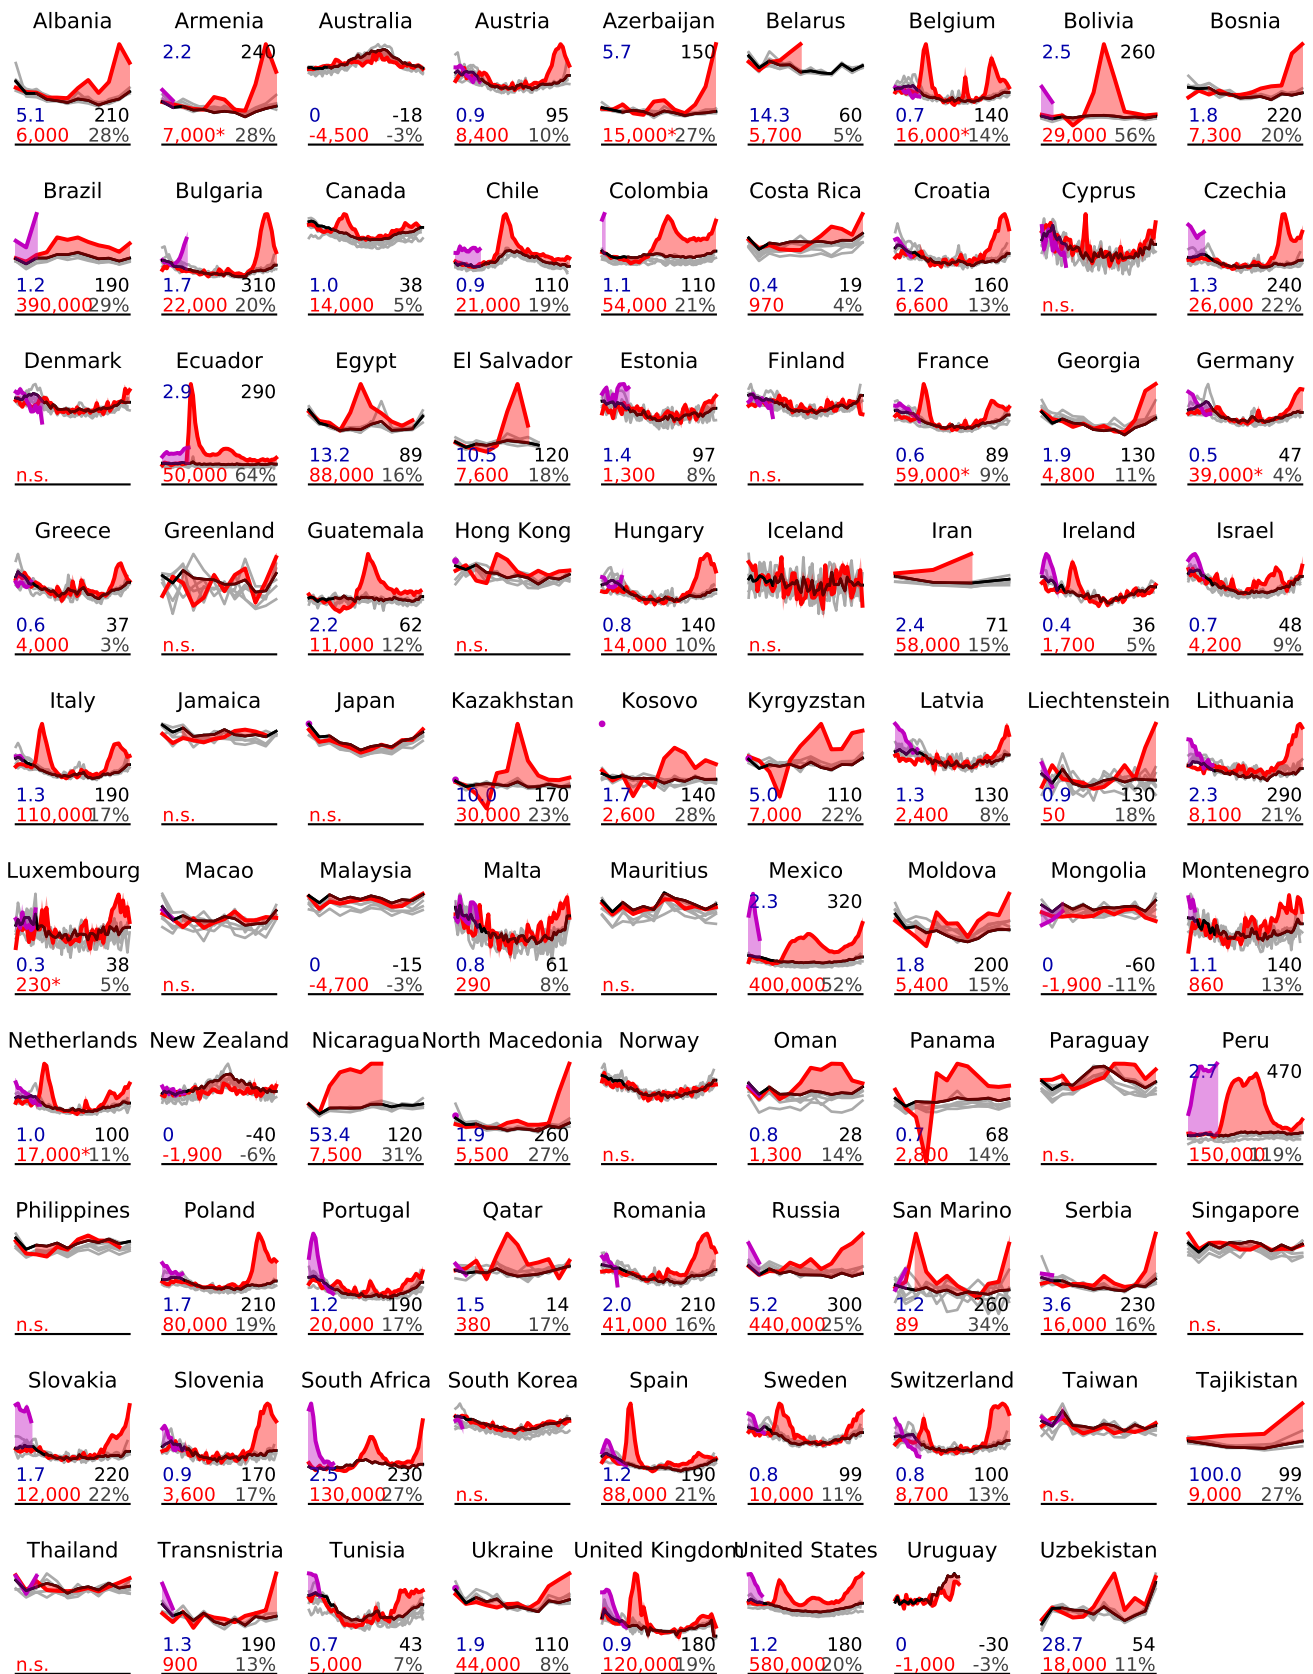 Albania Armenia Australia Austria Azerbaijan Belarus Belgium Bolivia Bosnia
2.2 240 5.7 150 2.5 260
5.1 210 0 -18 0.9 95 14.3 60 0.7 140 1.8 220
6,000 28% 7,000* 28% -4,500 -3% 8,400 10% 15,000* 27% 5,700 5% 16,000* 14% 29,000 56% 7,300 20%
Brazil Bulgaria Canada Chile Colombia Costa Rica Croatia Cyprus Czechia
1.2 190 1.7 310 1.0 38 0.9 110 1.1 110 0.4 19 1.2 160 1.3 240
390,000 29% 22,000 20% 14,000 5% 21,000 19% 54,000 21% 970 4% 6,600 13% n.s. 26,000 22%
Denmark Ecuador Egypt El Salvador Estonia Finland France Georgia Germany
2.9 290
13.2 89 10.5 120 1.4 97 0.6 89 1.9 130 0.5 47
n.s. 50,000 64% 88,000 16% 7,600 18% 1,300 8% n.s. 59,000* 9% 4,800 11% 39,000* 4%
Greece Greenland Guatemala Hong Kong Hungary Iceland Iran Ireland Israel
0.6 37 2.2 62 0.8 140 2.4 71 0.4 36 0.7 48
4,000 3% n.s. 11,000 12% n.s. 14,000 10% n.s. 58,000 15% 1,700 5% 4,200 9%
Italy Jamaica Japan Kazakhstan Kosovo Kyrgyzstan Latvia Liechtenstein Lithuania
1.3 190 10.0 170 1.7 140 5.0 110 1.3 130 0.9 130 2.3 290
110,000 17% n.s. n.s. 30,000 23% 2,600 28% 7,000 22% 2,400 8% 50 18% 8,100 21%
Luxembourg Macao Malaysia Malta Mauritius Mexico Moldova Mongolia Montenegro
2.3 320
0.3 38 0 -15 0.8 61 1.8 200 0 -60 1.1 140
230* 5% n.s. -4,700 -3% 290 8% n.s. 400,000 52% 5,400 15% -1,900 -11% 860 13%
Netherlands New Zealand Nicaragua North Macedonia Norway Oman Panama Paraguay Peru
2.7 470
1.0 100 0 -40 53.4 120 1.9 260 0.8 28 0.7 68
17,000* 11% -1,900 -6% 7,500 31% 5,500 27% n.s. 1,300 14% 2,800 14% n.s. 150,000 119%
Philippines Poland Portugal Qatar Romania Russia San Marino Serbia Singapore
1.7 210 1.2 190 1.5 14 2.0 210 5.2 300 1.2 260 3.6 230
n.s. 80,000 19% 20,000 17% 380 17% 41,000 16% 440,000 25% 89 34% 16,000 16% n.s.
Slovakia Slovenia South Africa South Korea Spain Sweden Switzerland Taiwan Tajikistan
1.7 220 0.9 170 2.5 230 1.2 190 0.8 99 0.8 100 100.0 99
12,000 22% 3,600 17% 130,000 27% n.s. 88,000 21% 10,000 11% 8,700 13% n.s. 9,000 27%
Thailand Transnistria Tunisia Ukraine United Kingdom United States Uruguay Uzbekistan
1.3 190 0.7 43 1.9 110 0.9 180 1.2 180 0 -30 28.7 54
n.s. 900 13% 5,000 7% 44,000 8% 120,000 19% 580,000 20% -1,000 -3% 18,000 11%